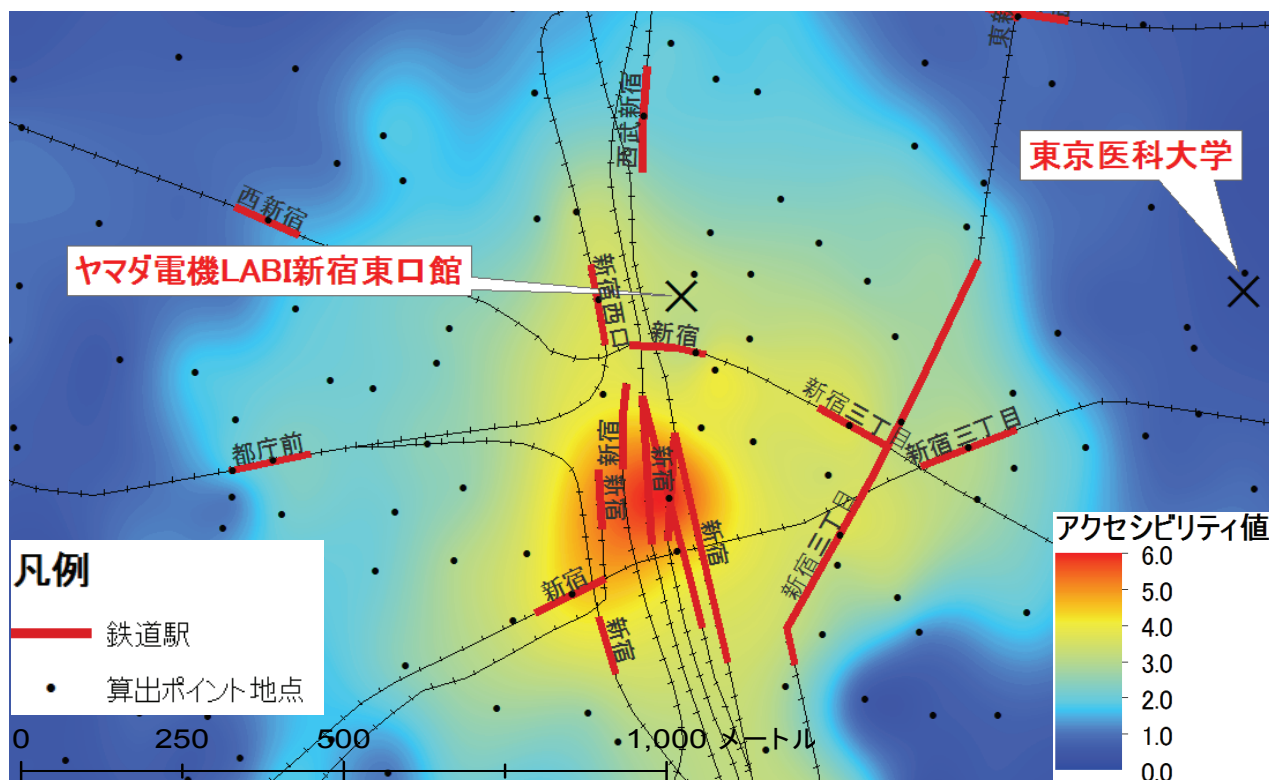 東新宿
西武新宿
東京医科大学
西新宿
ヤマダ電機LABI新宿東口館
新宿西口
新宿
新宿三丁目
新宿三丁目
都庁前
新宿
新宿
新宿
新宿
新宿三丁目
新宿
新宿
アクセシビリティ値
6.0
5.0
4.0
3.0
2.0
1.0
0.0
凡例
鉄道駅
算出ポイント地点
0 250 500 1,000 メートル